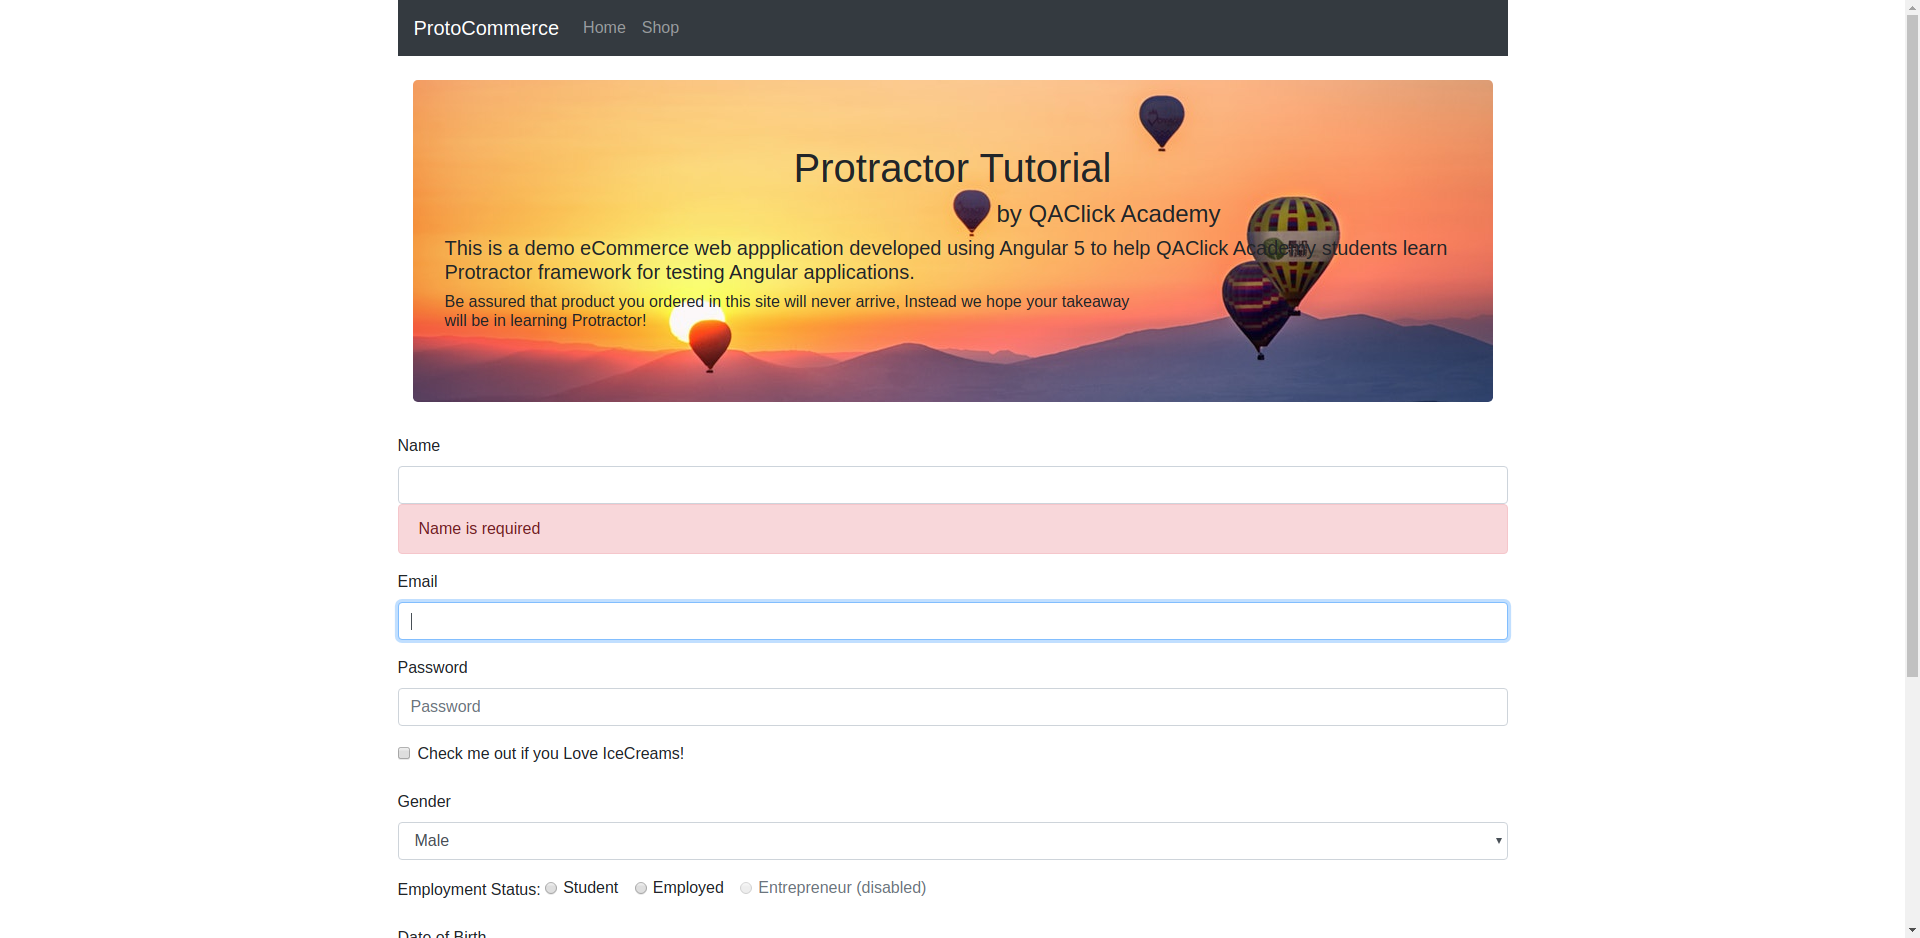 ProtoCommerce Home Shop
Protractor Tutorial
by QAClick Academy
This is a demo eCommerce web appplication developed using Angular 5 to help QAClick Academy students learn
Protractor framework for testing Angular applications.
Be assured that product you ordered in this site will never arrive, Instead we hope your takeaway
will be in learning Protractor!
Name
Name is required
Email
Password
Password
Check me out if you Love IceCreams!
Gender
Male
Employment Status: Student Employed Entrepreneur (disabled)
Date of Birth